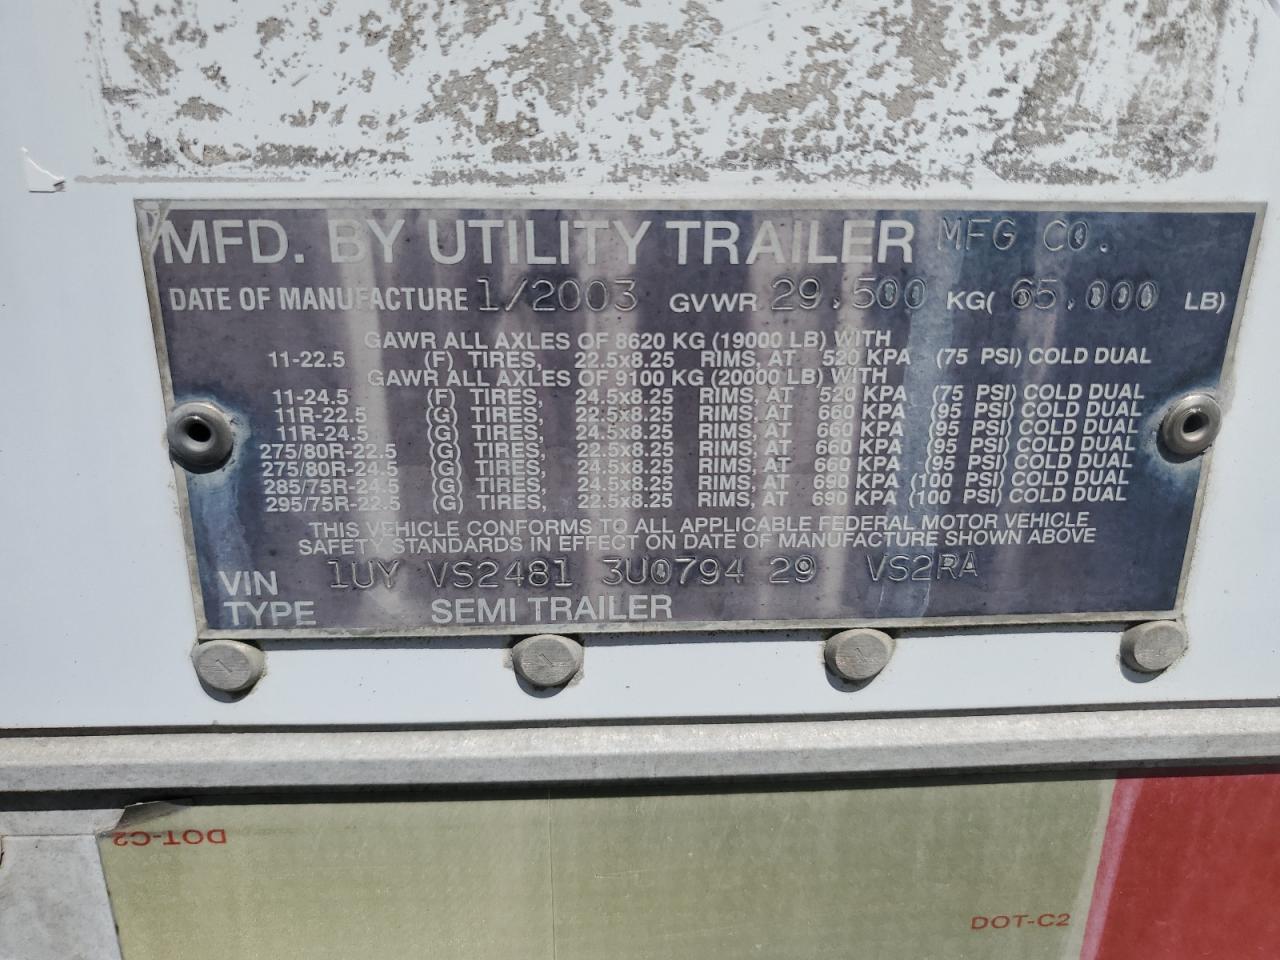 MFD. BY UTILITY TRAILER MFG CO.
DATE OF MANUFACTURE 1/2003 GVWR 29,500 KG( 65,000 LB)
GAWR ALL AXLES OF 8620 KG (19000 LB) WITH
11-22.5 (F) TIRES, 22.5x8.25 RIMS, AT 520 KPA (75 PSI) COLD DUAL
GAWR ALL AXLES OF 9100 KG (20000 LB) WITH
11-24.5 (F) TIRES, 24.5x8.25 RIMS, AT 520 KPA (75 PSI) COLD DUAL
11R-22.5 (G) TIRES, 22.5x8.25 RIMS, AT 660 KPA (95 PSI) COLD DUAL
11R-24.5 (G) TIRES, 24.5x8.25 RIMS, AT 660 KPA (95 PSI) COLD DUAL
275/80R-22.5 (G) TIRES, 22.5x8.25 RIMS, AT 660 KPA (95 PSI) COLD DUAL
275/80R-24.5 (G) TIRES, 24.5x8.25 RIMS, AT 660 KPA (95 PSI) COLD DUAL
285/75R-24.5 (G) TIRES, 24.5x8.25 RIMS, AT 690 KPA (100 PSI) COLD DUAL
295/75R-22.5 (G) TIRES, 22.5x8.25 RIMS, AT 690 KPA (100 PSI) COLD DUAL
THIS VEHICLE CONFORMS TO ALL APPLICABLE FEDERAL MOTOR VEHICLE
SAFETY STANDARDS IN EFFECT ON DATE OF MANUFACTURE SHOWN ABOVE
VIN 1UY VS2481 3U0794 29 VS2RA
TYPE SEMI TRAILER
DOT-C2
DOT-C2